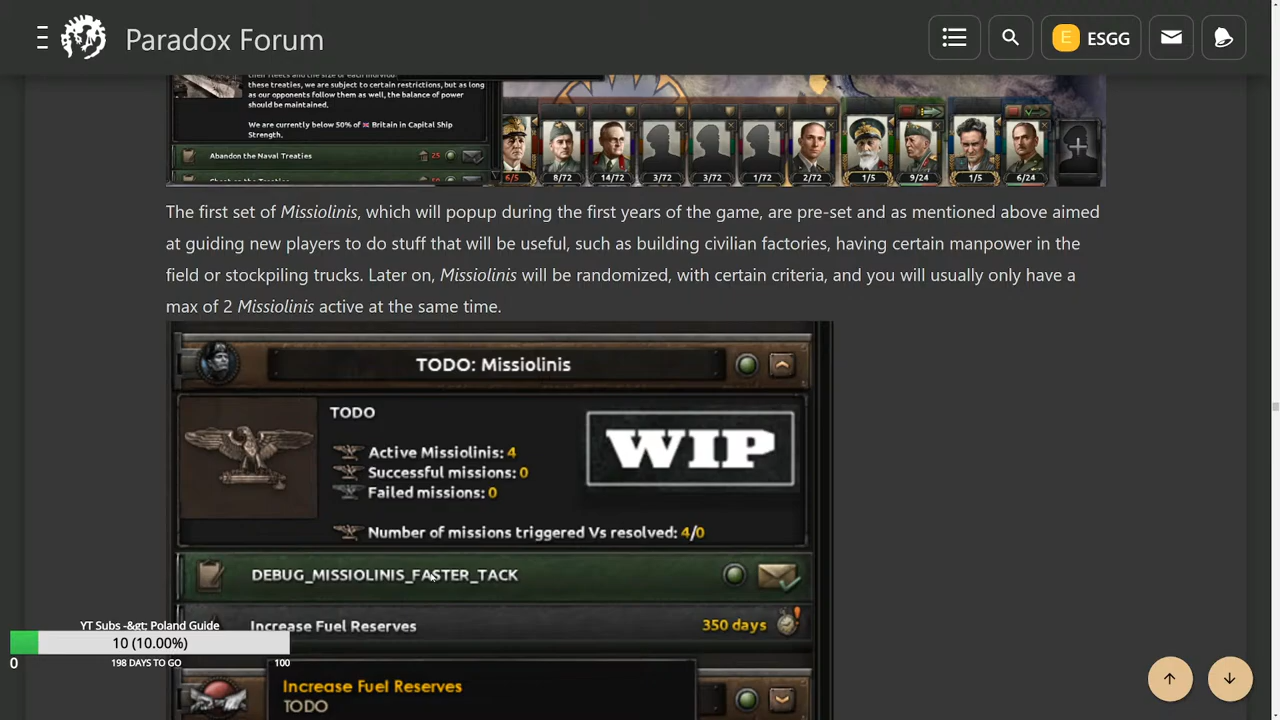 Paradox Forum
E ESGG
these treaties, we are subject to certain restrictions, but as long
as our opponents follow them as well, the balance of power
should be maintained.
We are currently below 50% of Britain in Capital Ship
Strength.
Abandon the Naval Treaties 25
6/5 8/72 14/72 3/72 3/72 1/72 2/72 1/5 9/24 1/5 6/24
The first set of Missiolinis, which will popup during the first years of the game, are pre-set and as mentioned above aimed
at guiding new players to do stuff that will be useful, such as building civilian factories, having certain manpower in the
field or stockpiling trucks. Later on, Missiolinis will be randomized, with certain criteria, and you will usually only have a
max of 2 Missiolinis active at the same time.
TODO: Missiolinis
TODO
WIP
Active Missiolinis: 4
Successful missions: 0
Failed missions: 0
Number of missions triggered Vs resolved: 4/0
DEBUG_MISSIOLINIS_FASTER_TACK
Increase Fuel Reserves 350 days
YT Subs -&gt; Poland Guide
10 (10.00%)
0 198 DAYS TO GO 100
Increase Fuel Reserves
TODO